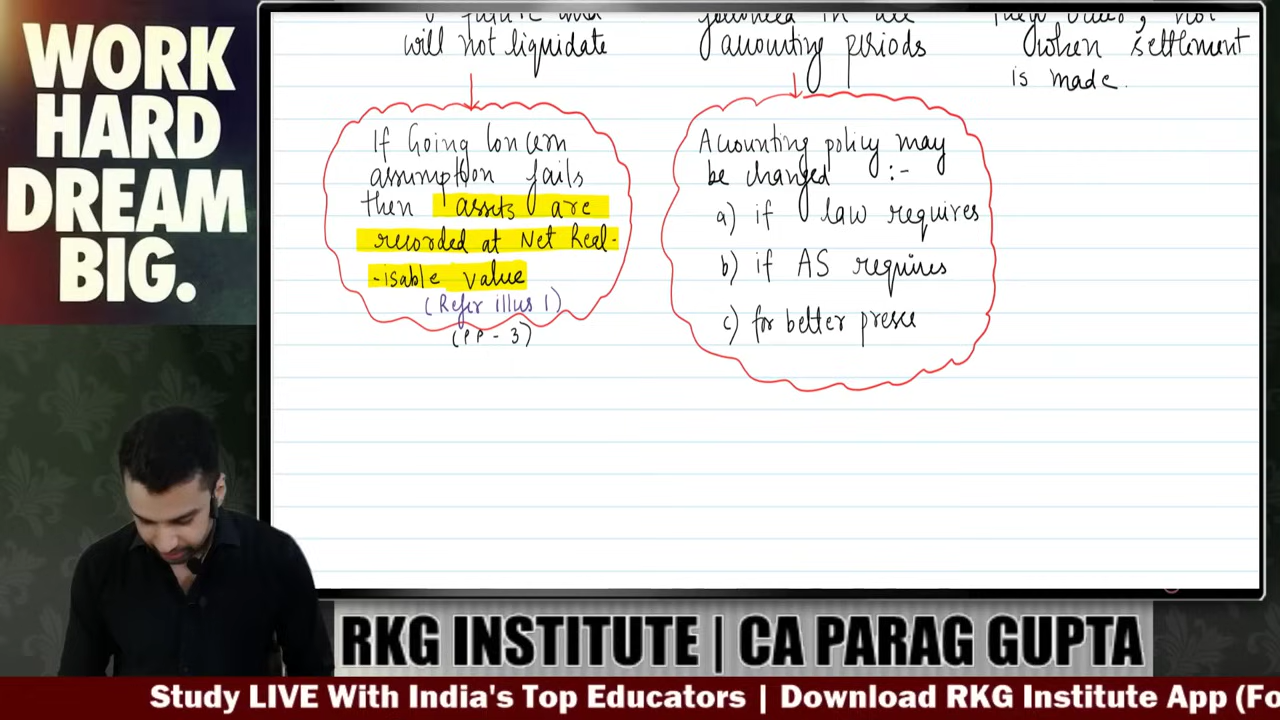 WORK
HARD
DREAM
BIG.
will not liquidate
accounting periods
when settlement
is made.
If Going Concern
assumption fails
then assets are
recorded at Net Real-
-isable value
(Refer illus 1)
(PP - 3)
Accounting policy may
be changed :-
a) if law requires
b) if AS requires
c) for better prese
RKG INSTITUTE | CA PARAG GUPTA
Study LIVE With India's Top Educators | Download RKG Institute App (Fo